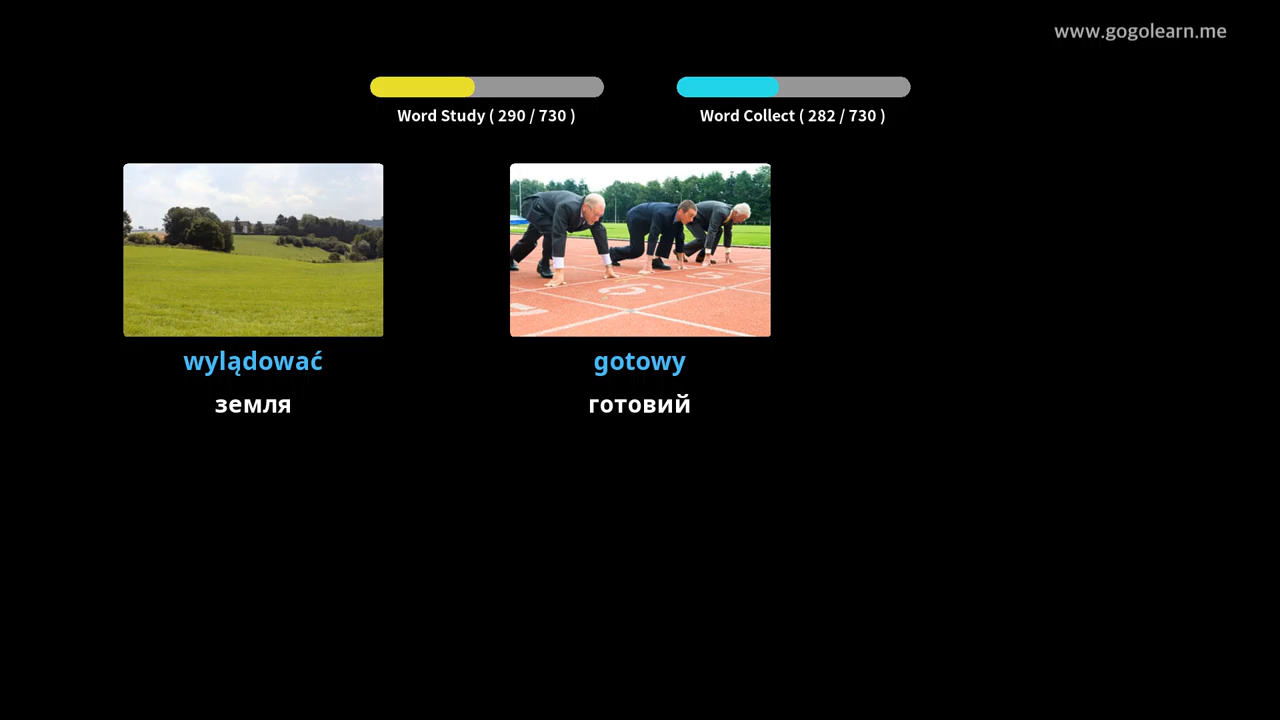 www.gogolearn.me
Word Study ( 290 / 730 )
Word Collect ( 282 / 730 )
wylądować
земля
gotowy
готовий